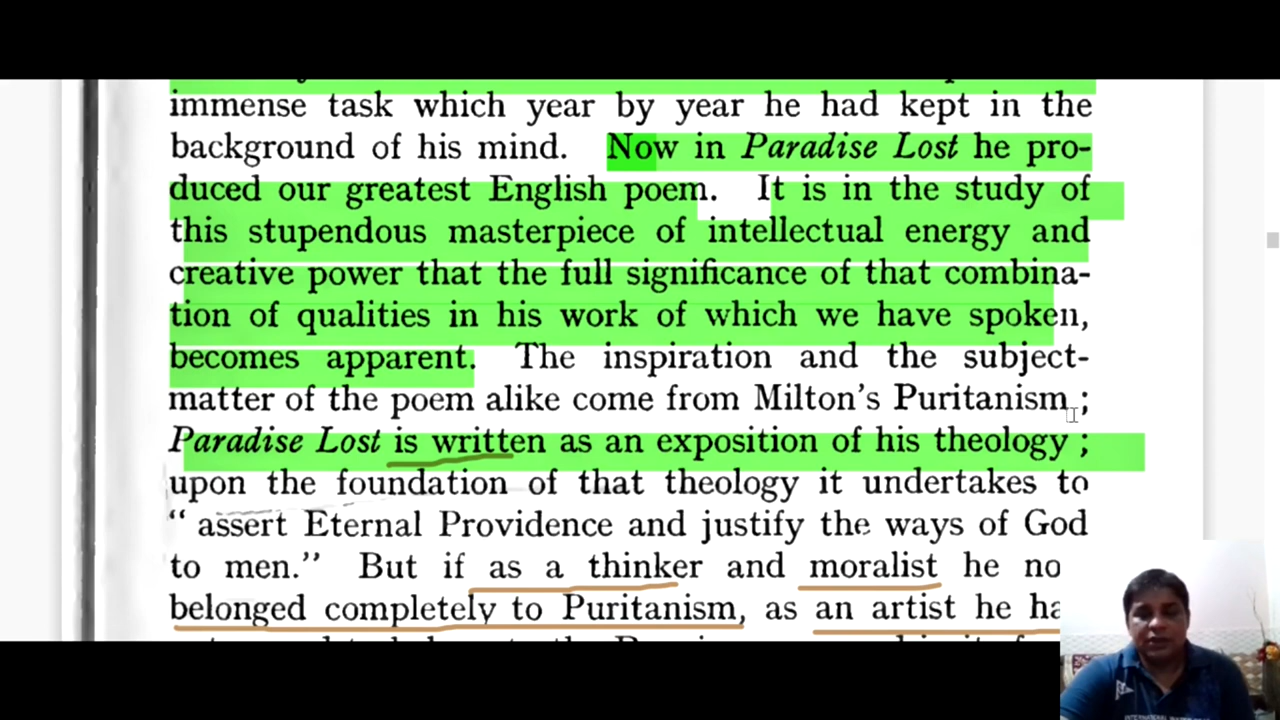 immense task which year by year he had kept in the
background of his mind. Now in Paradise Lost he pro-
duced our greatest English poem. It is in the study of
this stupendous masterpiece of intellectual energy and
creative power that the full significance of that combina-
tion of qualities in his work of which we have spoken,
becomes apparent. The inspiration and the subject-
matter of the poem alike come from Milton's Puritanism ;
Paradise Lost is written as an exposition of his theology ;
upon the foundation of that theology it undertakes to
“ assert Eternal Providence and justify the ways of God
to men.” But if as a thinker and moralist he no
belonged completely to Puritanism, as an artist he ha